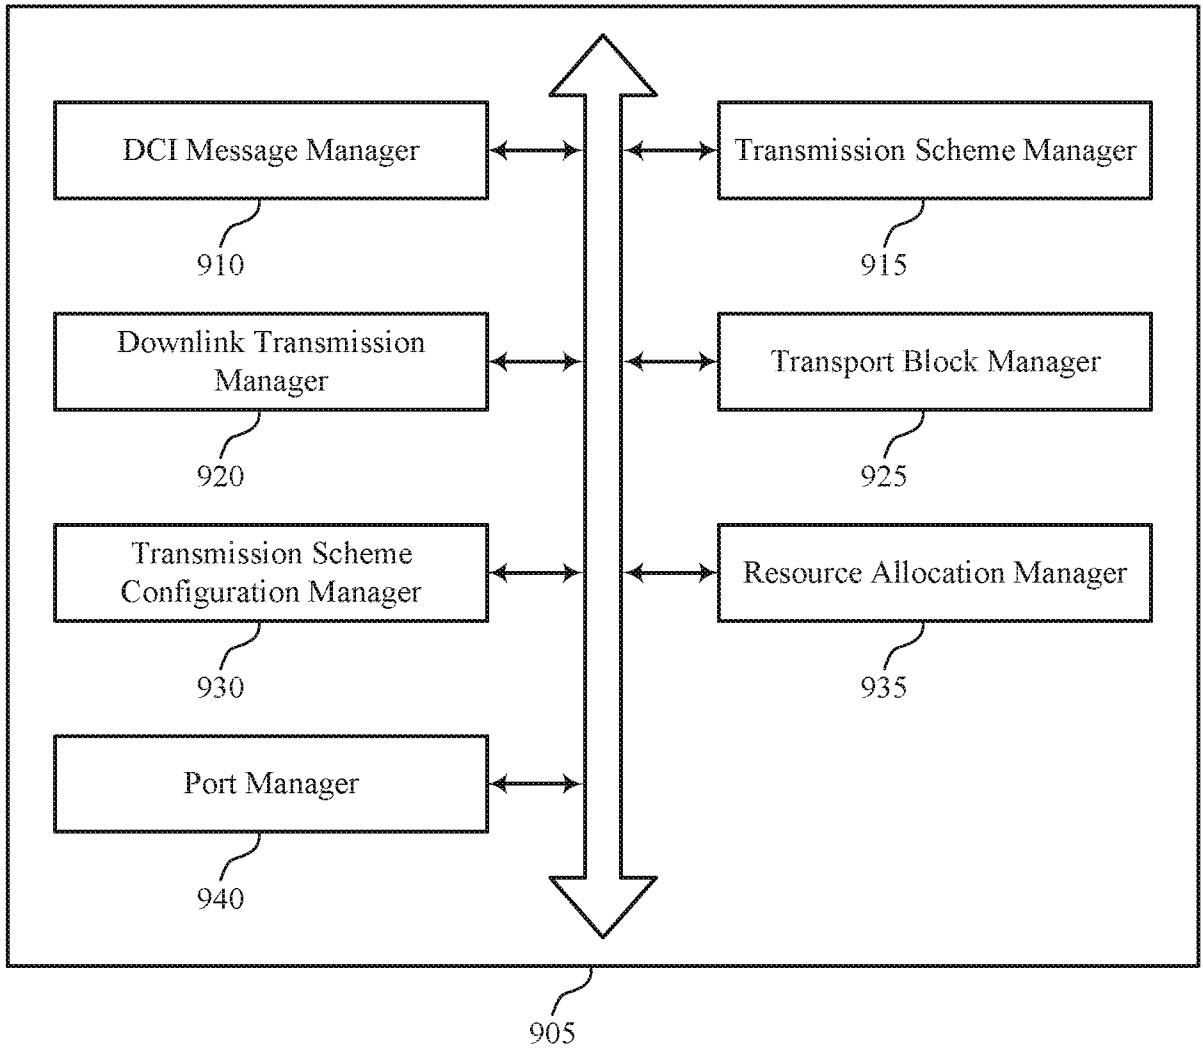 DCI Message Manager
910
Transmission Scheme Manager
915
Downlink Transmission
Manager
920
Transport Block Manager
925
Transmission Scheme
Configuration Manager
930
Resource Allocation Manager
935
Port Manager
940
905